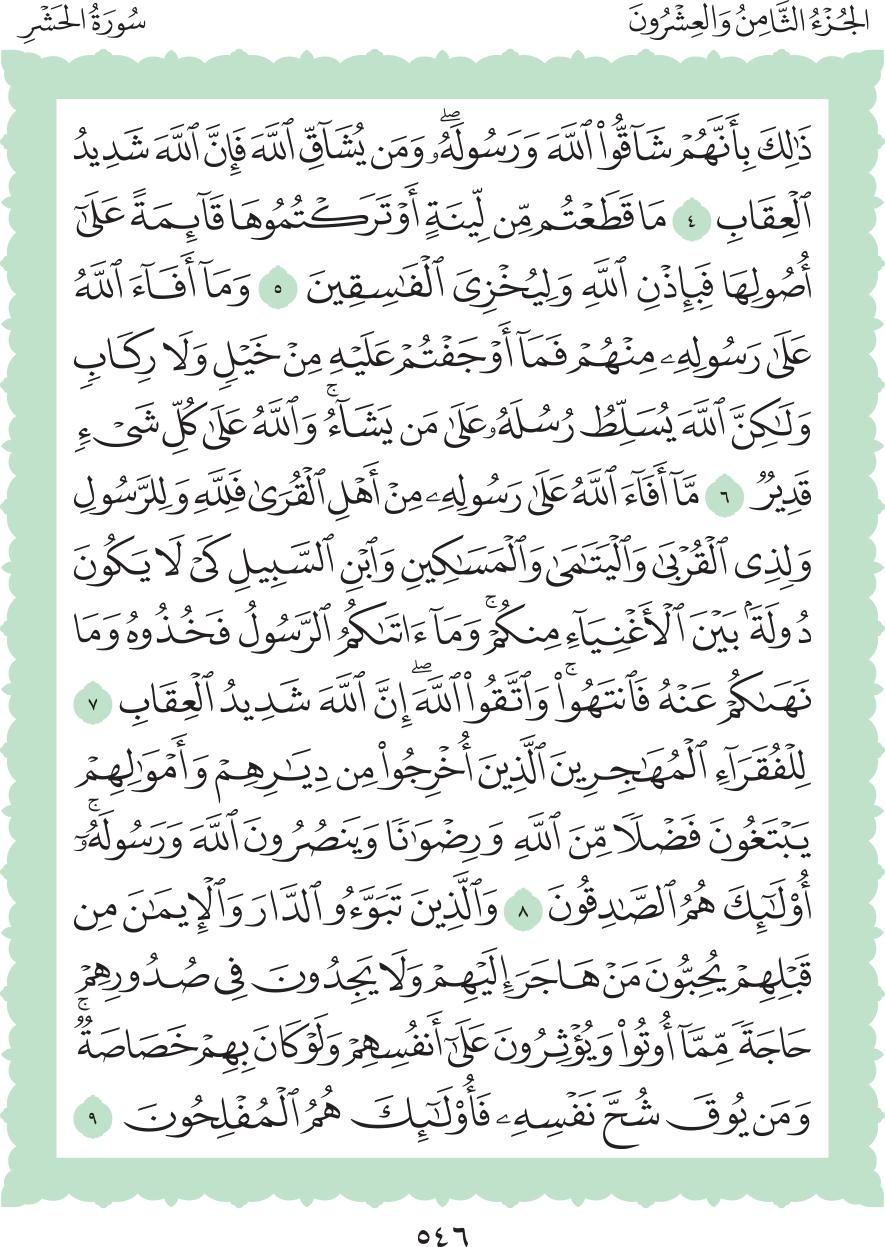 الجُزْءُ الثَّامِنُ وَالعِشْرُونَ
سُورَةُ الحَشْرِ
ذَٰلِكَ بِأَنَّهُمْ شَآقُّوا۟ ٱللَّهَ وَرَسُولَهُۥ ۖ وَمَن يُشَآقِّ ٱللَّهَ فَإِنَّ ٱللَّهَ شَدِيدُ
ٱلْعِقَابِ ٤ مَا قَطَعْتُم مِّن لِّينَةٍ أَوْ تَرَكْتُمُوهَا قَآئِمَةً عَلَىٰٓ
أُصُولِهَا فَبِإِذْنِ ٱللَّهِ وَلِيُخْزِىَ ٱلْفَٰسِقِينَ ٥ وَمَآ أَفَآءَ ٱللَّهُ
عَلَىٰ رَسُولِهِۦ مِنْهُمْ فَمَآ أَوْجَفْتُمْ عَلَيْهِ مِنْ خَيْلٍ وَلَا رِكَابٍ
وَلَٰكِنَّ ٱللَّهَ يُسَلِّطُ رُسُلَهُۥ عَلَىٰ مَن يَشَآءُ ۚ وَٱللَّهُ عَلَىٰ كُلِّ شَىْءٍ
قَدِيرٌ ٦ مَّآ أَفَآءَ ٱللَّهُ عَلَىٰ رَسُولِهِۦ مِنْ أَهْلِ ٱلْقُرَىٰ فَلِلَّهِ وَلِلرَّسُولِ
وَلِذِى ٱلْقُرْبَىٰ وَٱلْيَتَٰمَىٰ وَٱلْمَسَٰكِينِ وَٱبْنِ ٱلسَّبِيلِ كَىْ لَا يَكُونَ
دُولَةًۢ بَيْنَ ٱلْأَغْنِيَآءِ مِنكُمْ ۚ وَمَآ ءَاتَىٰكُمُ ٱلرَّسُولُ فَخُذُوهُ وَمَا
نَهَىٰكُمْ عَنْهُ فَٱنتَهُوا۟ ۚ وَٱتَّقُوا۟ ٱللَّهَ ۖ إِنَّ ٱللَّهَ شَدِيدُ ٱلْعِقَابِ ٧
لِلْفُقَرَآءِ ٱلْمُهَٰجِرِينَ ٱلَّذِينَ أُخْرِجُوا۟ مِن دِيَٰرِهِمْ وَأَمْوَٰلِهِمْ
يَبْتَغُونَ فَضْلًا مِّنَ ٱللَّهِ وَرِضْوَٰنًا وَيَنصُرُونَ ٱللَّهَ وَرَسُولَهُۥٓ ۚ
أُو۟لَٰٓئِكَ هُمُ ٱلصَّٰدِقُونَ ٨ وَٱلَّذِينَ تَبَوَّءُو ٱلدَّارَ وَٱلْإِيمَٰنَ مِن
قَبْلِهِمْ يُحِبُّونَ مَنْ هَاجَرَ إِلَيْهِمْ وَلَا يَجِدُونَ فِى صُدُورِهِمْ
حَاجَةً مِّمَّآ أُوتُوا۟ وَيُؤْثِرُونَ عَلَىٰٓ أَنفُسِهِمْ وَلَوْ كَانَ بِهِمْ خَصَاصَةٌ ۚ
وَمَن يُوقَ شُحَّ نَفْسِهِۦ فَأُو۟لَٰٓئِكَ هُمُ ٱلْمُفْلِحُونَ ٩
٥٤٦